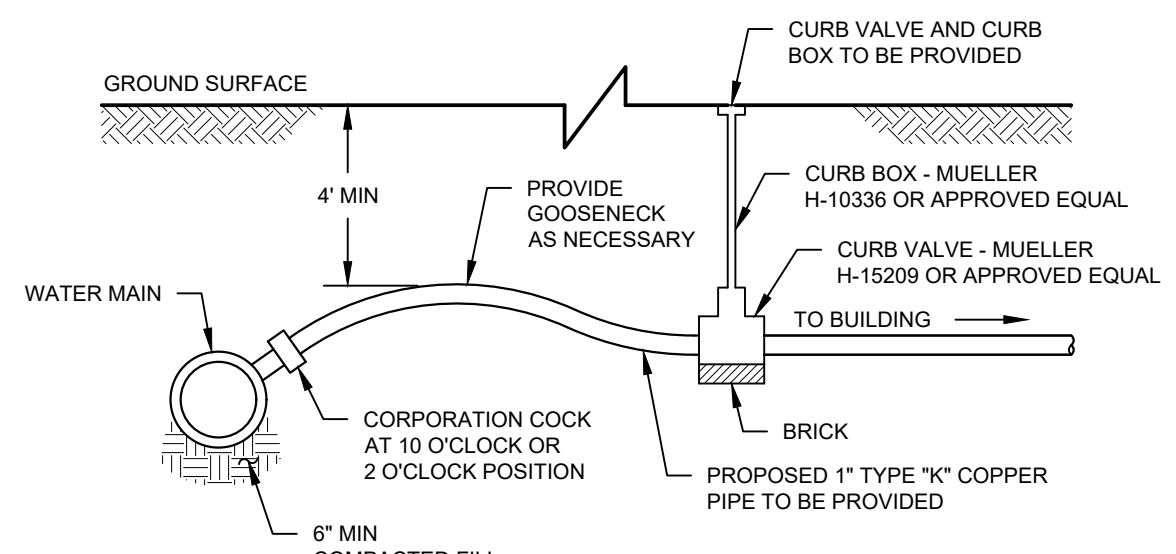 CURB VALVE AND CURB
BOX TO BE PROVIDED
GROUND SURFACE
4' MIN
PROVIDE
GOOSENECK
AS NECESSARY
CURB BOX - MUELLER
H-10336 OR APPROVED EQUAL
CURB VALVE - MUELLER
H-15209 OR APPROVED EQUAL
WATER MAIN
TO BUILDING
CORPORATION COCK
AT 10 O'CLOCK OR
2 O'CLOCK POSITION
BRICK
PROPOSED 1" TYPE "K" COPPER
PIPE TO BE PROVIDED
6" MIN
COMPACTED FILL